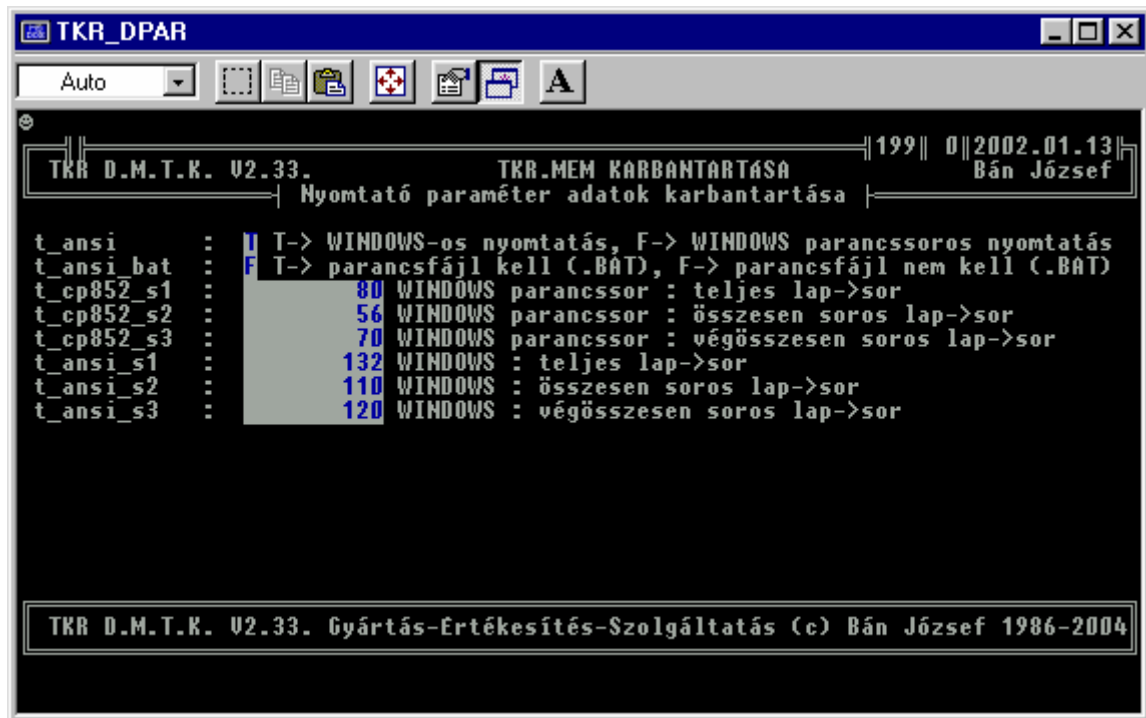 TKR_DPAR
Auto
A
199 0 2002.01.13
TKR D.M.T.K. V2.33. TKR.MEM KARBANTARTáSA Bán József
Nyomtató paraméter adatok karbantartása
t_ansi : T T-> WINDOWS-os nyomtatás, F-> WINDOWS parancssoros nyomtatás
t_ansi_bat : F T-> parancsfájl kell (.BAT), F-> parancsfájl nem kell (.BAT)
t_cp852_s1 : 80 WINDOWS parancssor : teljes lap->sor
t_cp852_s2 : 56 WINDOWS parancssor : összesen soros lap->sor
t_cp852_s3 : 70 WINDOWS parancssor : végösszesen soros lap->sor
t_ansi_s1 : 132 WINDOWS : teljes lap->sor
t_ansi_s2 : 110 WINDOWS : összesen soros lap->sor
t_ansi_s3 : 120 WINDOWS : végösszesen soros lap->sor
TKR D.M.T.K. V2.33. Gyártás-Értékesítés-Szolgáltatás (c) Bán József 1986-2004